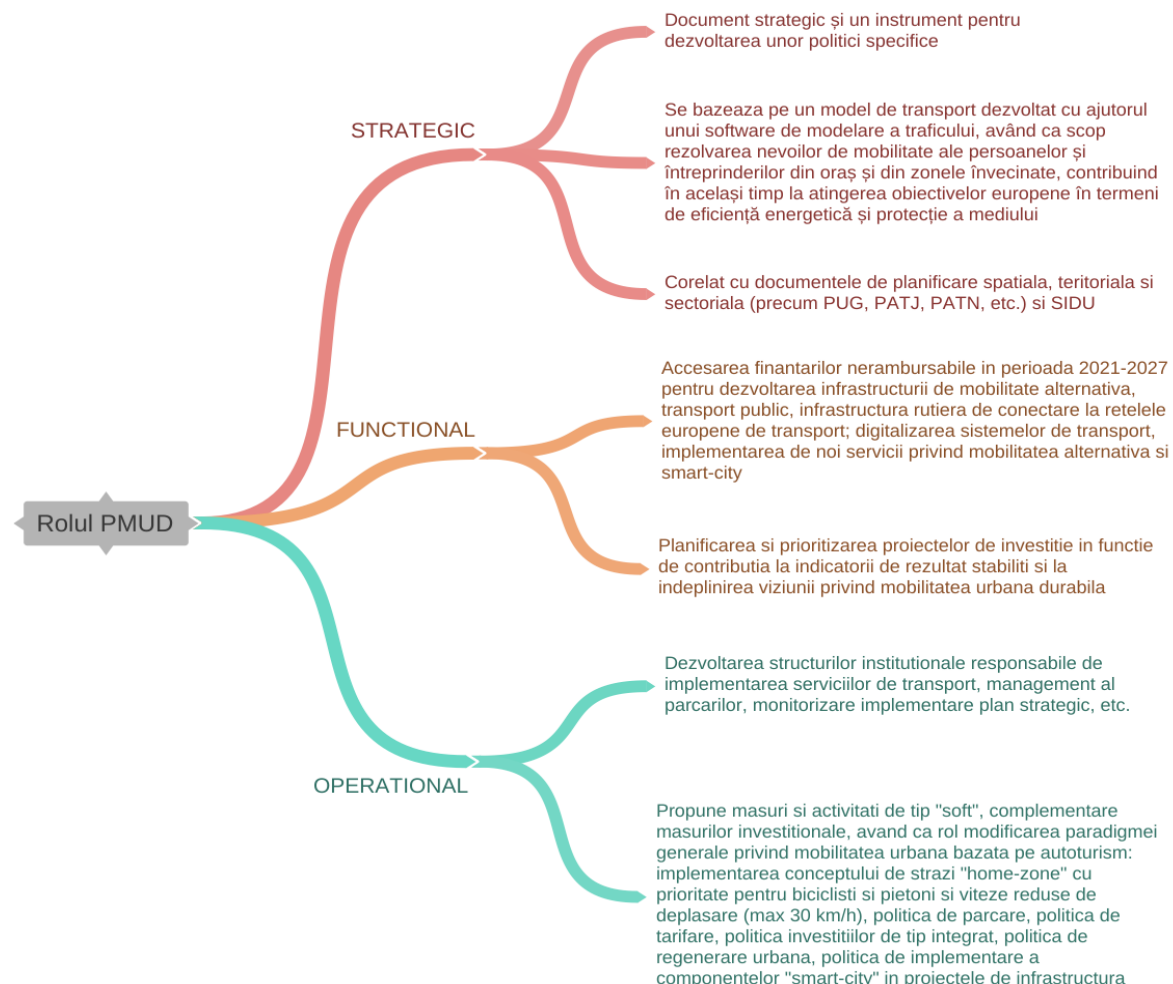 Rolul PMUD
STRATEGIC
Document strategic și un instrument pentru
dezvoltarea unor politici specifice
Se bazeaza pe un model de transport dezvoltat cu ajutorul
unui software de modelare a traficului, având ca scop
rezolvarea nevoilor de mobilitate ale persoanelor și
întreprinderilor din oraș și din zonele învecinate, contribuind
în același timp la atingerea obiectivelor europene în termeni
de eficiență energetică și protecție a mediului
Corelat cu documentele de planificare spatiala, teritoriala si
sectoriala (precum PUG, PATJ, PATN, etc.) si SIDU
FUNCTIONAL
Accesarea finantarilor nerambursabile in perioada 2021-2027
pentru dezvoltarea infrastructurii de mobilitate alternativa,
transport public, infrastructura rutiera de conectare la retelele
europene de transport; digitalizarea sistemelor de transport,
implementarea de noi servicii privind mobilitatea alternativa si
smart-city
Planificarea si prioritizarea proiectelor de investitie in functie
de contributia la indicatorii de rezultat stabiliti si la
indeplinirea viziunii privind mobilitatea urbana durabila
OPERATIONAL
Dezvoltarea structurilor institutionale responsabile de
implementarea serviciilor de transport, management al
parcarilor, monitorizare implementare plan strategic, etc.
Propune masuri si activitati de tip "soft", complementare
masurilor investitionale, avand ca rol modificarea paradigmei
generale privind mobilitatea urbana bazata pe autoturism:
implementarea conceptului de strazi "home-zone" cu
prioritate pentru biciclisti si pietoni si viteze reduse de
deplasare (max 30 km/h), politica de parcare, politica de
tarifare, politica investitiilor de tip integrat, politica de
regenerare urbana, politica de implementare a
componentelor "smart-city" in proiectele de infrastructura